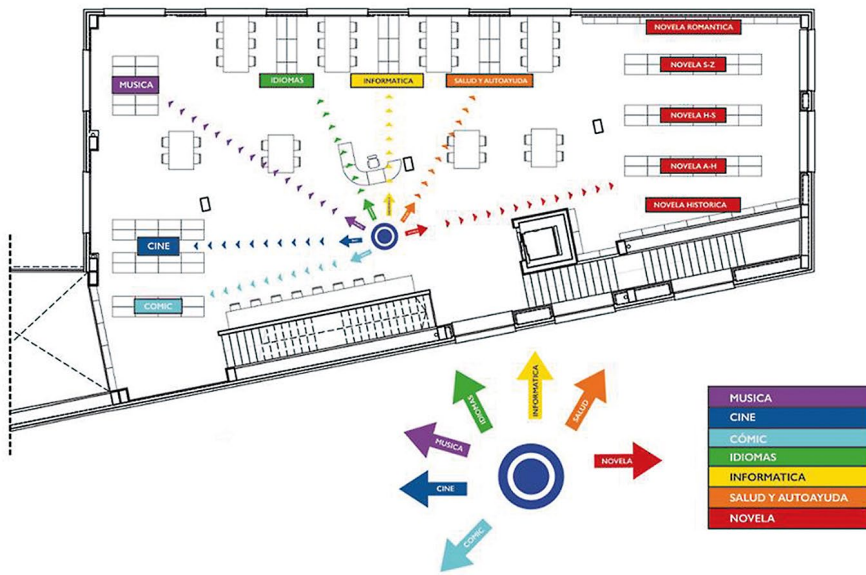 NOVELA ROMANTICA
NOVELA S-Z
MUSICA
IDIOMAS
INFORMATICA
SALUD Y AUTOAYUDA
NOVELA H-S
NOVELA A-H
NOVELA HISTORICA
CINE
COMIC
INFORMATICA
IDIOMAS
SALUD
MUSICA
NOVELA
CINE
COMIC
MUSICA
CINE
CÓMIC
IDIOMAS
INFORMATICA
SALUD Y AUTOAYUDA
NOVELA